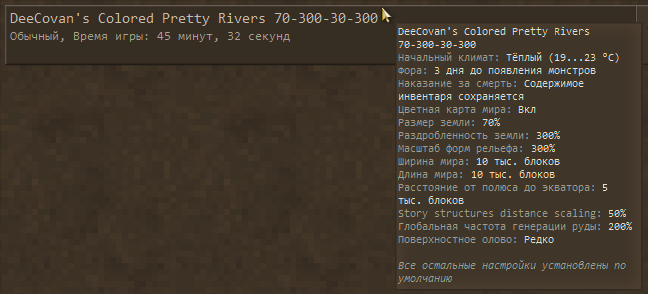 DeeCovan's Colored Pretty Rivers 70-300-30-300
Обычный, Время игры: 45 минут, 32 секунд
DeeCovan's Colored Pretty Rivers
70-300-30-300
Начальный климат: Тёплый (19...23 °C)
Фора: 3 дня до появления монстров
Наказание за смерть: Содержимое
инвентаря сохраняется
Цветная карта мира: Вкл
Размер земли: 70%
Раздробленность земли: 300%
Масштаб форм рельефа: 300%
Ширина мира: 10 тыс. блоков
Длина мира: 10 тыс. блоков
Расстояние от полюса до экватора: 5
тыс. блоков
Story structures distance scaling: 50%
Глобальная частота генерации руды: 200%
Поверхностное олово: Редко
Все остальные настройки установлены по
умолчанию